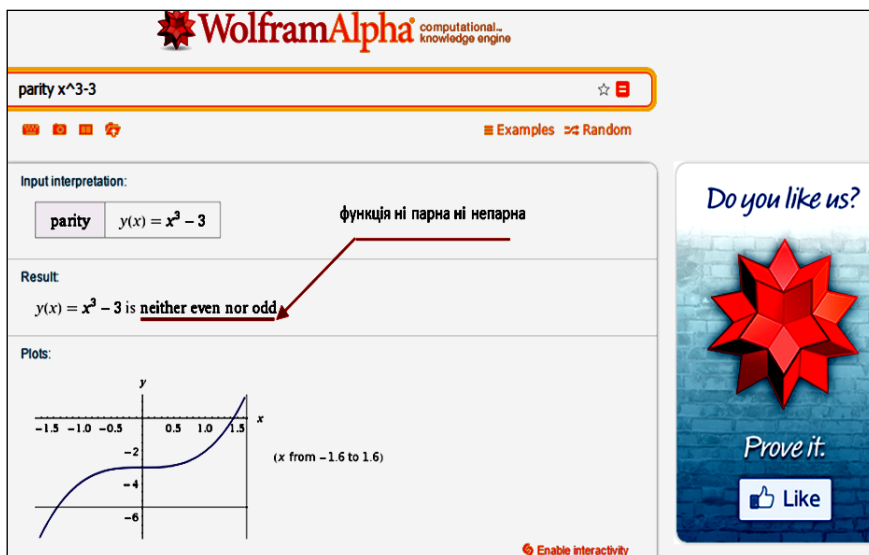 WolframAlpha computational..
knowledge engine
parity x^3-3
Examples Random
Input interpretation:
parity y(x) = x³ − 3
функція ні парна ні непарна
Result:
y(x) = x³ − 3 is neither even nor odd
Plots:
y
x
−1.5 −1.0 −0.5 0.5 1.0 1.5
−2
−4
−6
(x from −1.6 to 1.6)
Enable interactivity
Do you like us?
Prove it.
Like